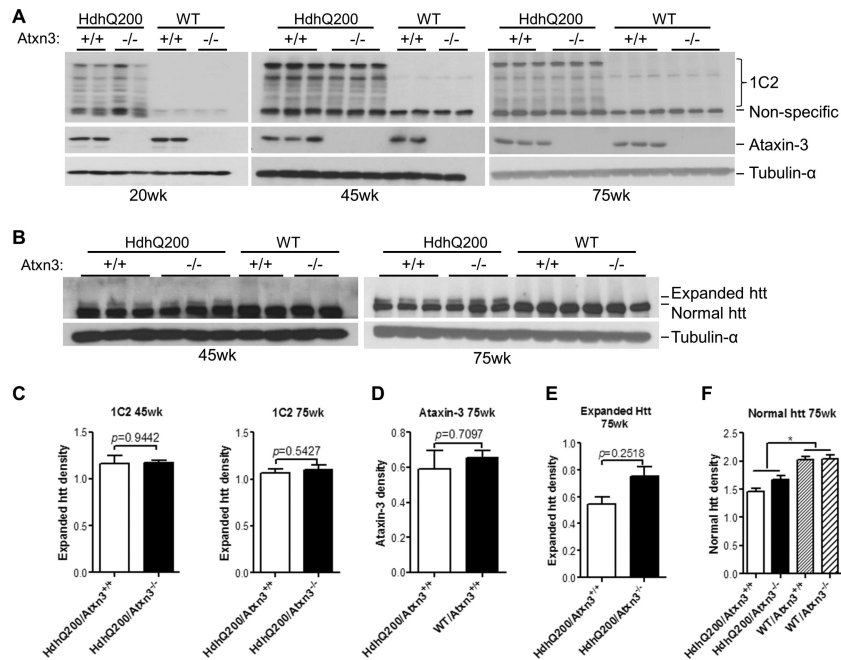 A
HdhQ200 WT HdhQ200 WT HdhQ200 WT
Atxn3: +/+ -/- +/+ -/- +/+ -/- +/+ -/- +/+ -/- +/+ -/-
1C2
Non-specific
Ataxin-3
Tubulin-α
20wk 45wk 75wk
B
HdhQ200 WT HdhQ200 WT
Atxn3: +/+ -/- +/+ -/- +/+ -/- +/+ -/-
Expanded htt
Normal htt
Tubulin-α
45wk 75wk
C
1C2 45wk
Expanded htt density
1.5
1.0
0.5
0.0
p=0.9442
HdhQ200/Atxn3+/+
HdhQ200/Atxn3-/-
1C2 75wk
Expanded htt density
1.5
1.0
0.5
0.0
p=0.5427
HdhQ200/Atxn3+/+
HdhQ200/Atxn3-/-
D
Ataxin-3 75wk
Ataxin-3 density
0.8
0.6
0.4
0.2
0.0
p=0.7097
HdhQ200/Atxn3+/+
WT/Atxn3+/+
E
Expanded Htt
75wk
Expanded htt density
1.0
0.8
0.6
0.4
0.2
0.0
p=0.2518
HdhQ200/Atxn3+/+
HdhQ200/Atxn3-/-
F
Normal htt 75wk
Normal htt density
2.5
2.0
1.5
1.0
0.5
0.0
*
HdhQ200/Atxn3+/+
HdhQ200/Atxn3-/-
WT/Atxn3+/+
WT/Atxn3-/-